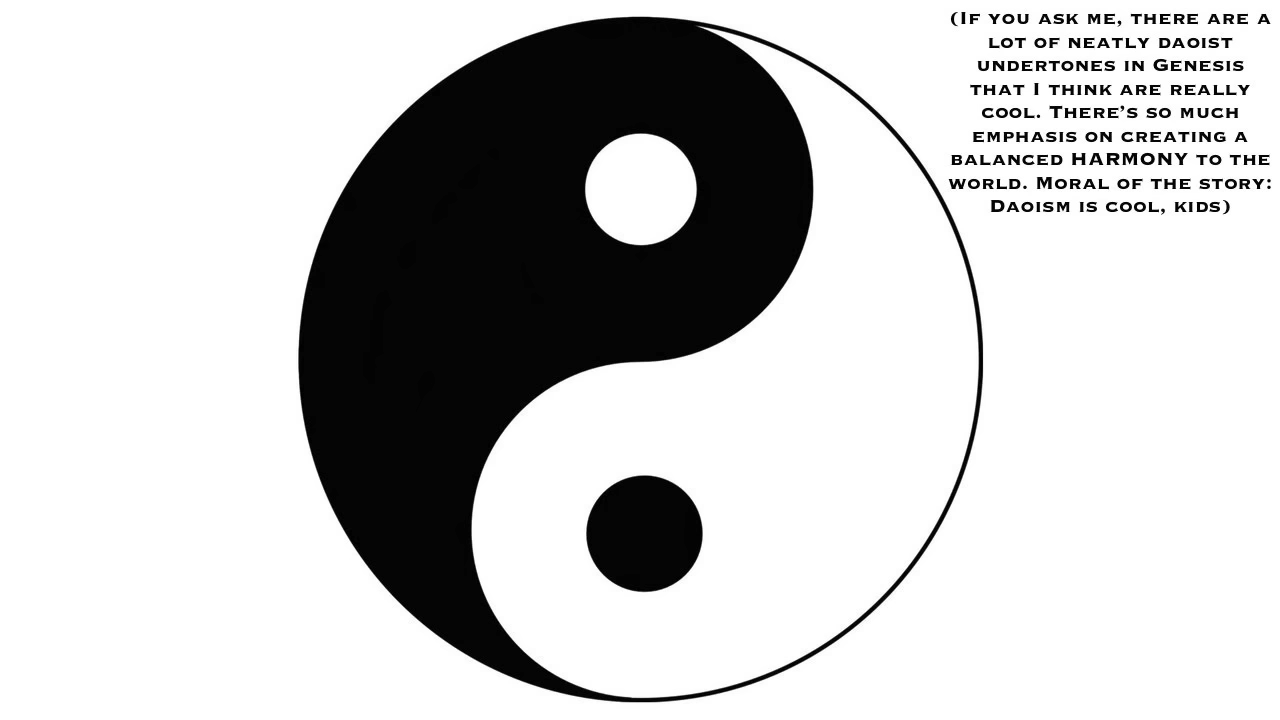 (If you ask me, there are a
lot of neatly daoist
undertones in Genesis
that I think are really
cool. There's so much
emphasis on creating a
balanced HARMONY to the
world. Moral of the story:
Daoism is cool, kids)